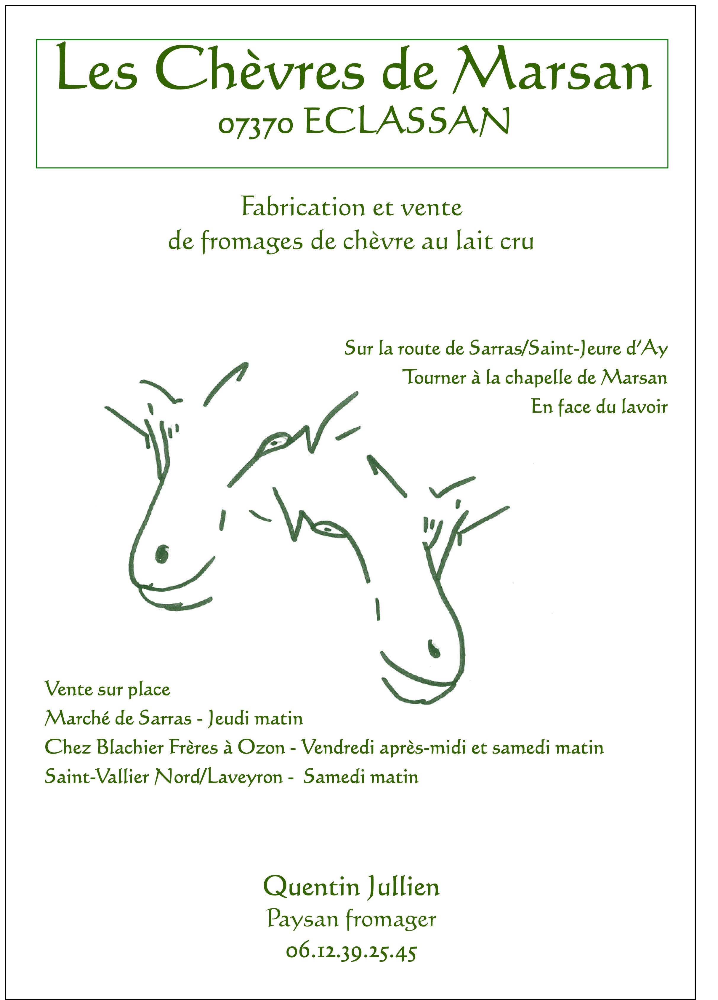 Les Chèvres de Marsan
07370 ECLASSAN
Fabrication et vente
de fromages de chèvre au lait cru
Sur la route de Sarras/Saint-Jeure d'Ay
Tourner à la chapelle de Marsan
En face du lavoir
Vente sur place
Marché de Sarras - Jeudi matin
Chez Blachier Frères à Ozon - Vendredi après-midi et samedi matin
Saint-Vallier Nord/Laveyron - Samedi matin
Quentin Jullien
Paysan fromager
06.12.39.25.45